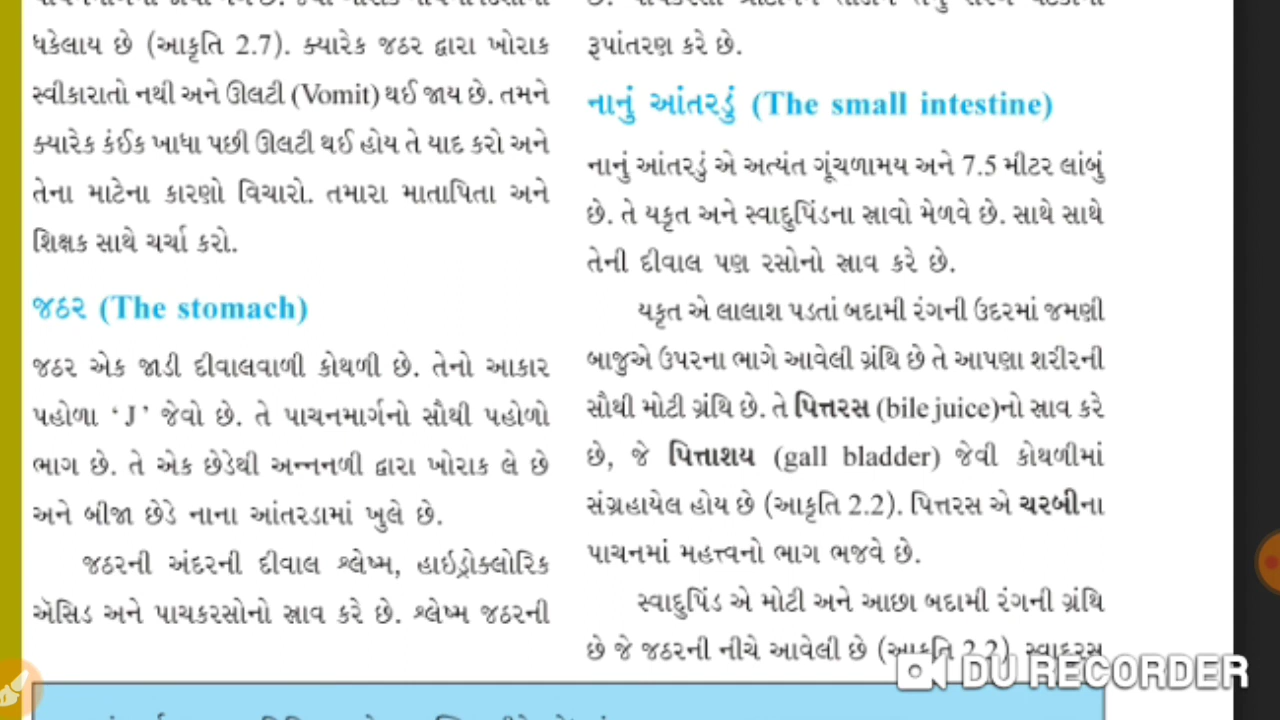 ધકેલાય છે (આકૃતિ 2.7). ક્યારેક જઠર દ્વારા ખોરાક
સ્વીકારાતો નથી અને ઊલટી (Vomit) થઈ જાય છે. તમને
ક્યારેક કંઈક ખાધા પછી ઊલટી થઈ હોય તે યાદ કરો અને
તેના માટેના કારણો વિચારો. તમારા માતાપિતા અને
શિક્ષક સાથે ચર્ચા કરો.
જઠર (The stomach)
જઠર એક જાડી દીવાલવાળી કોથળી છે. તેનો આકાર
પહોળા ‘J’ જેવો છે. તે પાચનમાર્ગનો સૌથી પહોળો
ભાગ છે. તે એક છેડેથી અન્નનળી દ્વારા ખોરાક લે છે
અને બીજા છેડે નાના આંતરડામાં ખુલે છે.
જઠરની અંદરની દીવાલ શ્લેષ્મ, હાઇડ્રોક્લોરિક
ઍસિડ અને પાચકરસોનો સ્રાવ કરે છે. શ્લેષ્મ જઠરની
રૂપાંતરણ કરે છે.
નાનું આંતરડું (The small intestine)
નાનું આંતરડું એ અત્યંત ગૂંચળામય અને 7.5 મીટર લાંબું
છે. તે યકૃત અને સ્વાદુપિંડના સ્રાવો મેળવે છે. સાથે સાથે
તેની દીવાલ પણ રસોનો સ્રાવ કરે છે.
યકૃત એ લાલાશ પડતાં બદામી રંગની ઉદરમાં જમણી
બાજુએ ઉપરના ભાગે આવેલી ગ્રંથિ છે તે આપણા શરીરની
સૌથી મોટી ગ્રંથિ છે. તે પિત્તરસ (bile juice)નો સ્રાવ કરે
છે, જે પિત્તાશય (gall bladder) જેવી કોથળીમાં
સંગ્રહાયેલ હોય છે (આકૃતિ 2.2). પિત્તરસ એ ચરબીના
પાચનમાં મહત્ત્વનો ભાગ ભજવે છે.
સ્વાદુપિંડ એ મોટી અને આછા બદામી રંગની ગ્રંથિ
છે જે જઠરની નીચે આવેલી છે (આકૃતિ 2.2). સ્વાદુરસ
DU RECORDER